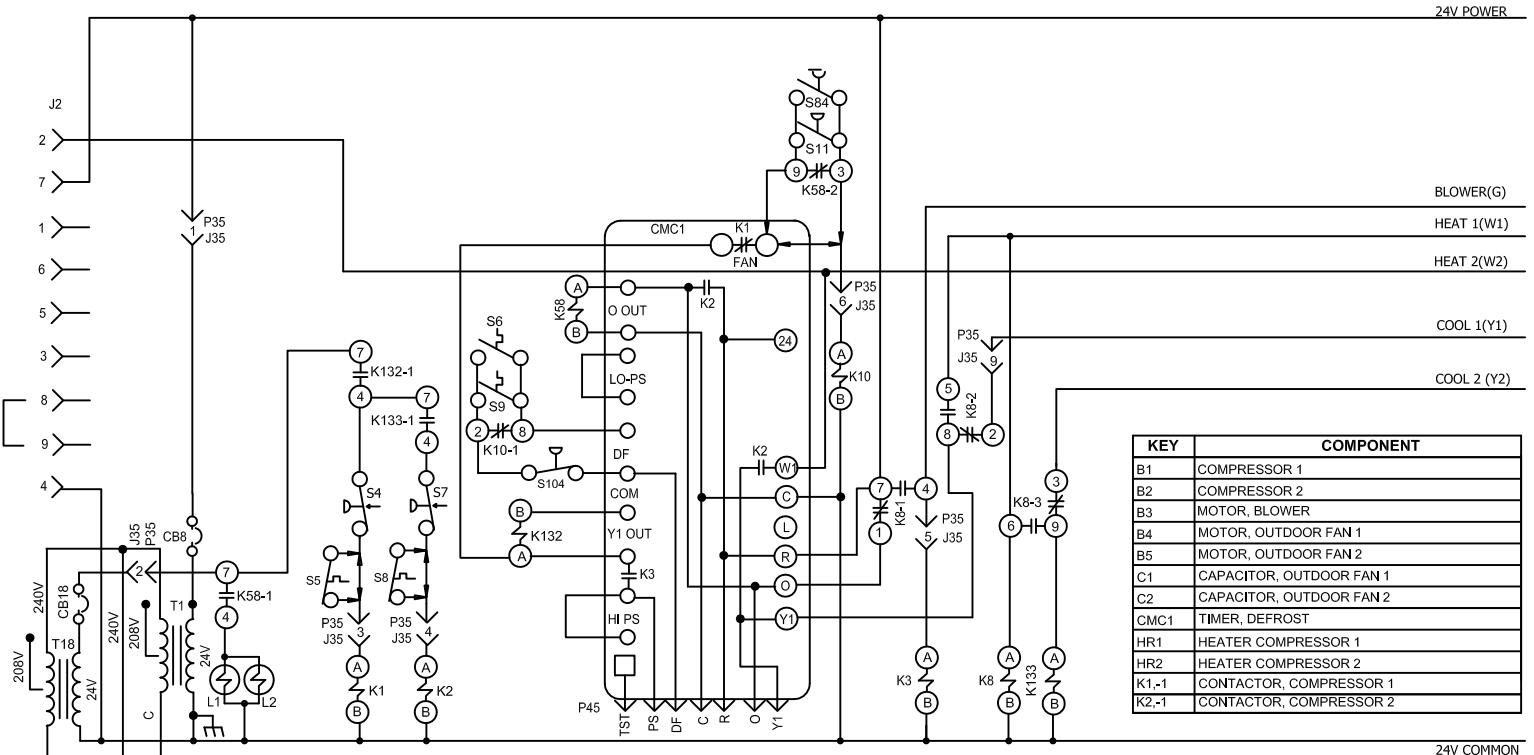 24V POWER
J2
2
7
1
6
5
3
8
9
4
P35
1
J35
S84
S11
9
3
K58-2
BLOWER(G)
HEAT 1(W1)
HEAT 2(W2)
COOL 1(Y1)
COOL 2 (Y2)
CMC1
K1
FAN
P35
6
J35
A
K10
B
A
K58
B
O OUT
K2
24
S6
LO-PS
S9
2
8
K10-1
DF
S104
COM
B
K132
A
Y1 OUT
K3
HI PS
K2
W1
C
L
R
O
Y1
P45
TST
PS
DF
C
R
O
Y1
7
K132-1
4
7
K133-1
4
S4
S7
S5
S8
P35
3
J35
P35
4
J35
A
K1
B
A
K2
B
CB8
J35
P35
2
7
K58-1
4
L1
L2
240V
CB18
T18
208V
24V
240V
208V
T1
24V
C
7
4
K8-1
1
P35
5
J35
A
K3
B
P35
J35
9
5
K8-2
8
2
3
K8-3
6
9
A
K8
B
A
K133
B
KEY COMPONENT
B1 COMPRESSOR 1
B2 COMPRESSOR 2
B3 MOTOR, BLOWER
B4 MOTOR, OUTDOOR FAN 1
B5 MOTOR, OUTDOOR FAN 2
C1 CAPACITOR, OUTDOOR FAN 1
C2 CAPACITOR, OUTDOOR FAN 2
CMC1 TIMER, DEFROST
HR1 HEATER COMPRESSOR 1
HR2 HEATER COMPRESSOR 2
K1,-1 CONTACTOR, COMPRESSOR 1
K2,-1 CONTACTOR, COMPRESSOR 2
24V COMMON